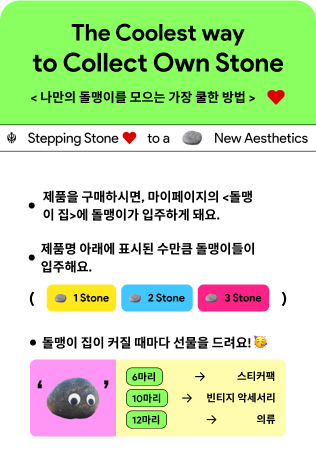 The Coolest way
to Collect Own Stone
< 나만의 돌맹이를 모으는 가장 쿨한 방법 >
Stepping Stone ❤ to a New Aesthetics
• 제품을 구매하시면, 마이페이지의 <돌맹
이 집>에 돌맹이가 입주하게 돼요.
• 제품명 아래에 표시된 수만큼 돌맹이들이
입주해요.
( 1 Stone 2 Stone 3 Stone )
• 돌맹이 집이 커질 때마다 선물을 드려요! 🥳
6마리 → 스티커팩
10마리 → 빈티지 악세서리
12마리 → 의류